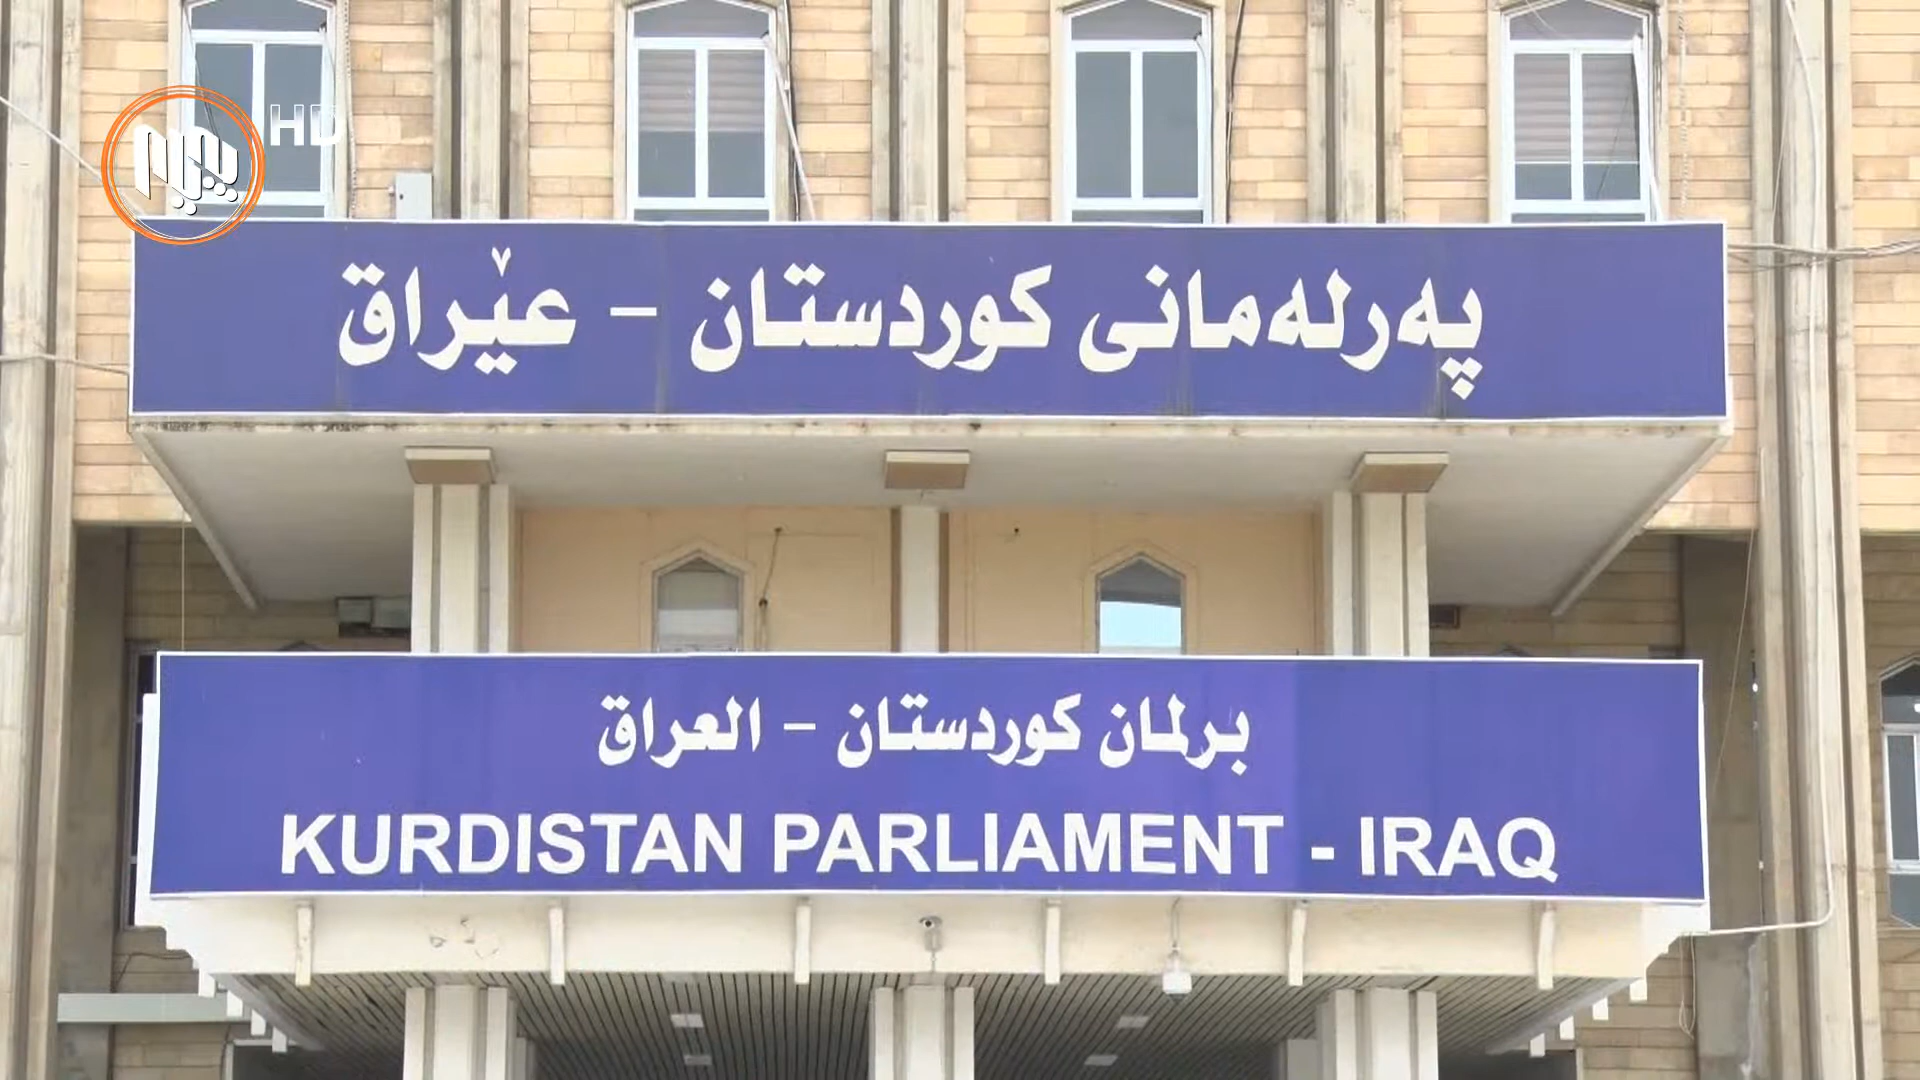 HD
پەرلەمانی کوردستان - عێراق
برلمان كوردستان - العراق
KURDISTAN PARLIAMENT - IRAQ